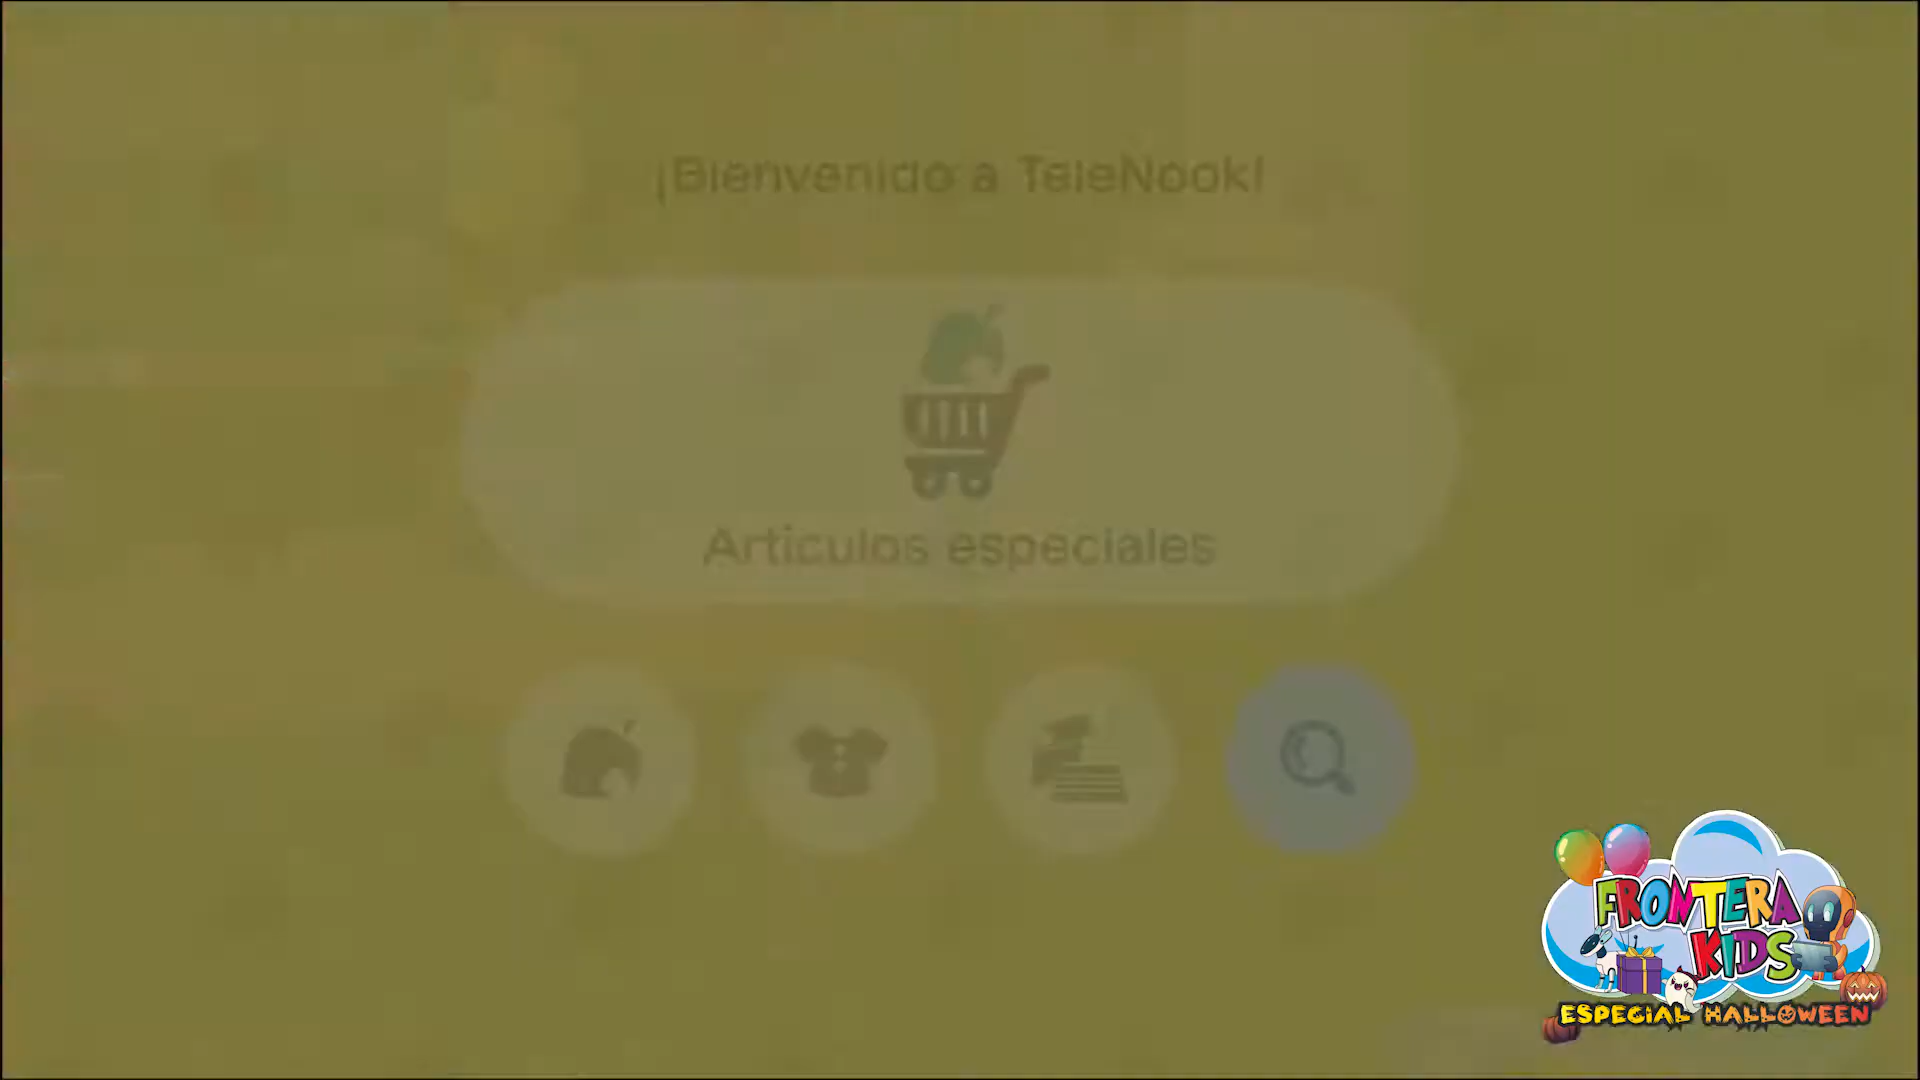 ¡Bienvenido a TeleNook!
Artículos especiales
FRONTERA
KIDS
ESPECIAL HALLOWEEN